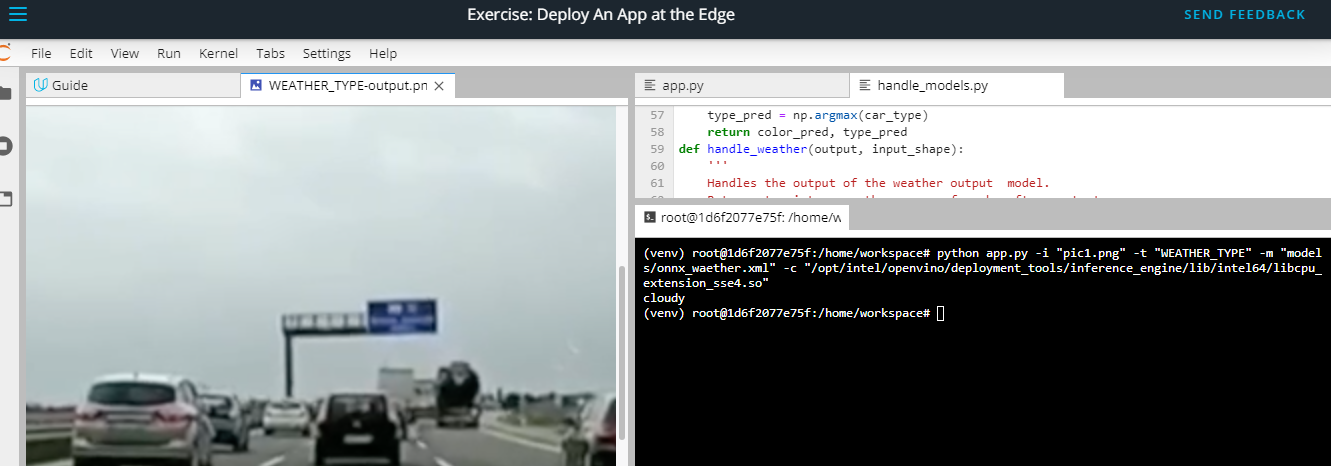 Exercise: Deploy An App at the Edge
SEND FEEDBACK
File Edit View Run Kernel Tabs Settings Help
Guide
WEATHER_TYPE-output.pn
app.py
handle_models.py
57 type_pred = np.argmax(car_type)
58 return color_pred, type_pred
59 def handle_weather(output, input_shape):
60 '''
61 Handles the output of the weather output model.
root@1d6f2077e75f: /home/w
(venv) root@1d6f2077e75f:/home/workspace# python app.py -i "pic1.png" -t "WEATHER_TYPE" -m "model
s/onnx_waether.xml" -c "/opt/intel/openvino/deployment_tools/inference_engine/lib/intel64/libcpu_
extension_sse4.so"
cloudy
(venv) root@1d6f2077e75f:/home/workspace#